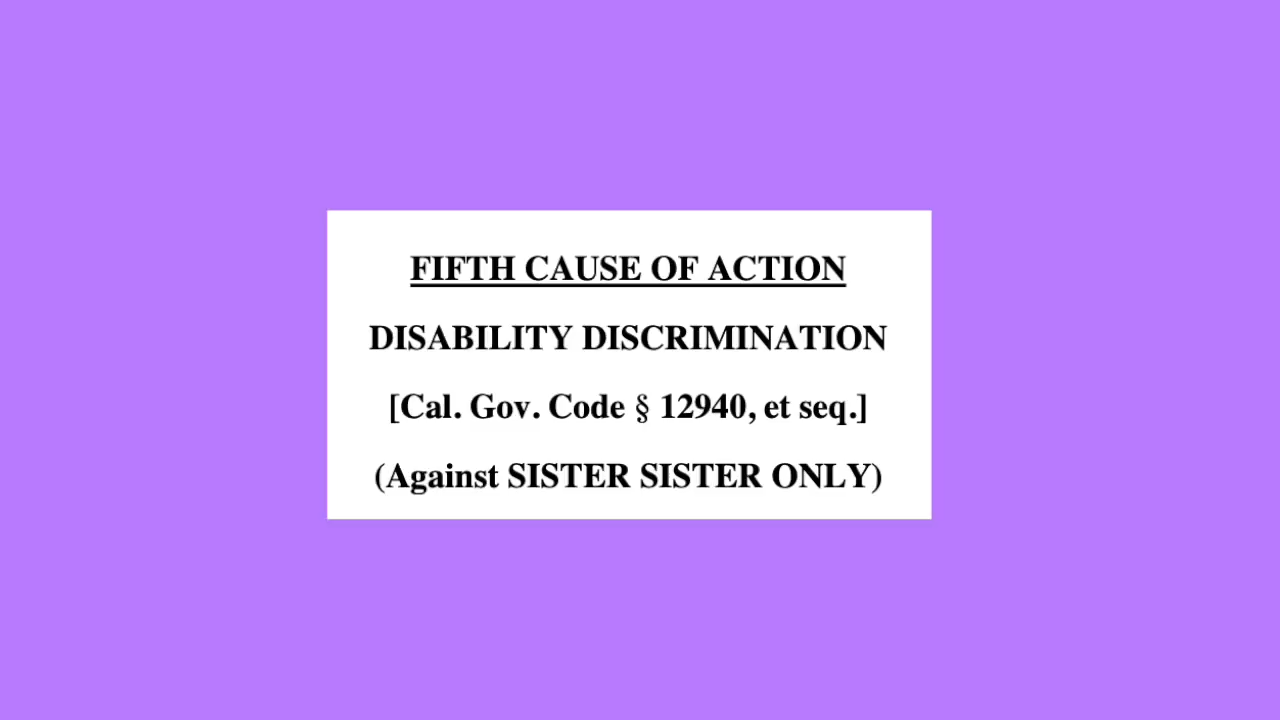 FIFTH CAUSE OF ACTION
DISABILITY DISCRIMINATION
[Cal. Gov. Code § 12940, et seq.]
(Against SISTER SISTER ONLY)